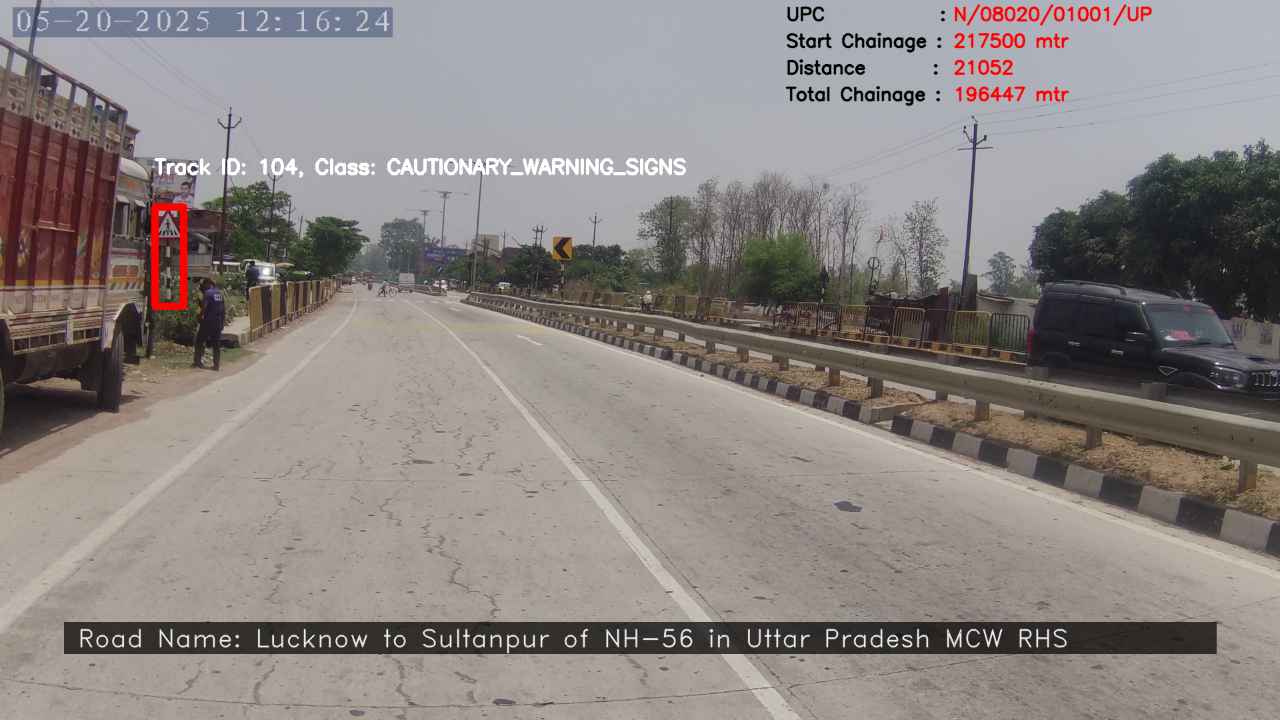 05-20-2025 12:16:24
UPC : N/08020/01001/UP
Start Chainage : 217500 mtr
Distance : 21052
Total Chainage : 196447 mtr
Track ID: 104, Class: CAUTIONARY_WARNING_SIGNS
Road Name: Lucknow to Sultanpur of NH-56 in Uttar Pradesh MCW RHS